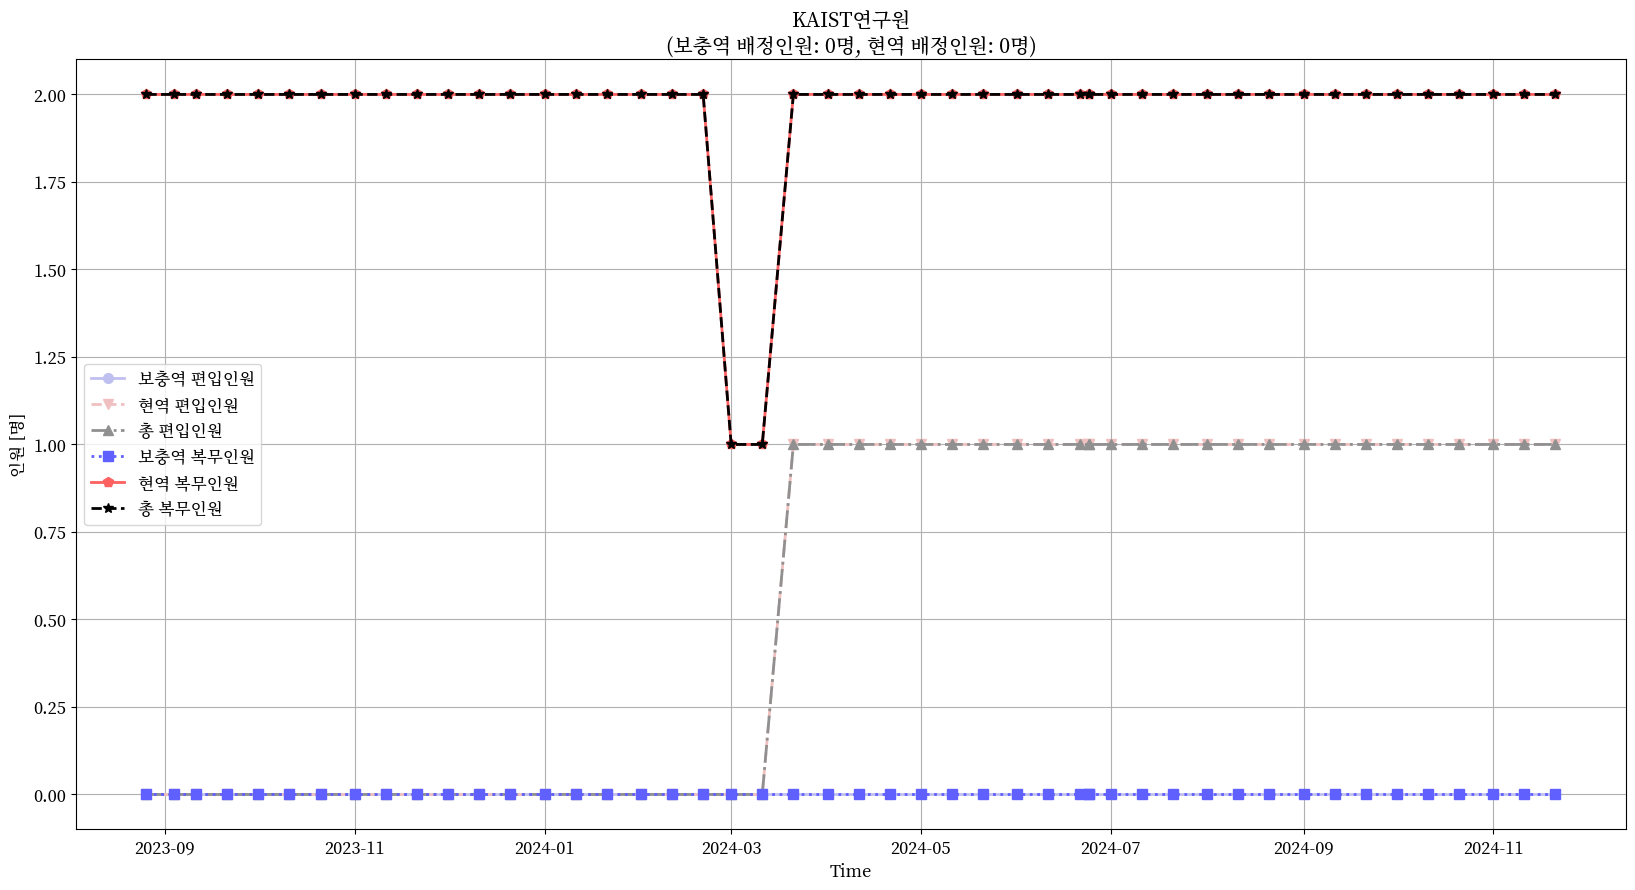 KAIST연구원
(보충역 배정인원: 0명, 현역 배정인원: 0명)
인원 [명]
2.00
1.75
1.50
1.25
1.00
0.75
0.50
0.25
0.00
보충역 편입인원
현역 편입인원
총 편입인원
보충역 복무인원
현역 복무인원
총 복무인원
2023-09
2023-11
2024-01
2024-03
2024-05
2024-07
2024-09
2024-11
Time